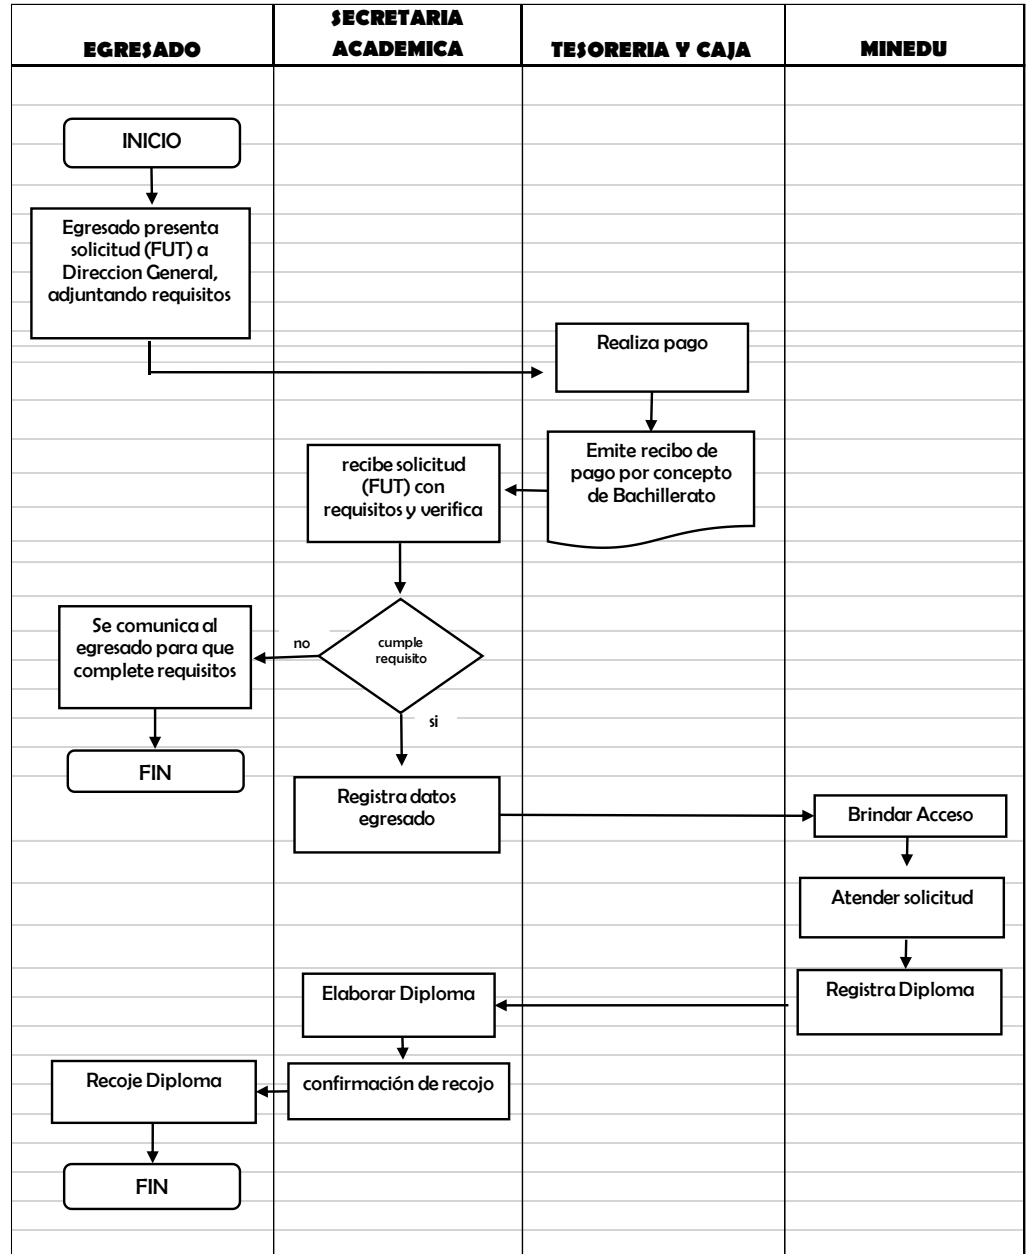 EGRESADO
SECRETARIA
ACADEMICA
TESORERIA Y CAJA
MINEDU
INICIO
Egresado presenta
solicitud (FUT) a
Direccion General,
adjuntando requisitos
Realiza pago
Emite recibo de
pago por concepto
de Bachillerato
recibe solicitud
(FUT) con
requisitos y verifica
cumple
requisito
no
Se comunica al
egresado para que
complete requisitos
FIN
si
Registra datos
egresado
Brindar Acceso
Atender solicitud
Registra Diploma
Elaborar Diploma
confirmación de recojo
Recoje Diploma
FIN